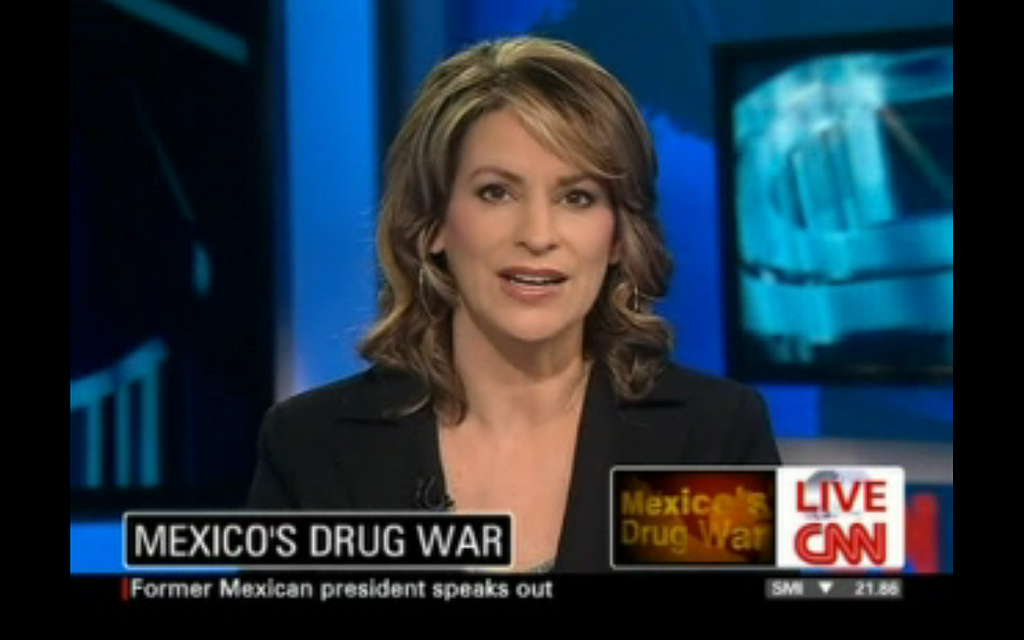 MEXICO'S DRUG WAR
Mexico's
Drug War
LIVE
CNN
Former Mexican president speaks out
SMI ▼ 21.86